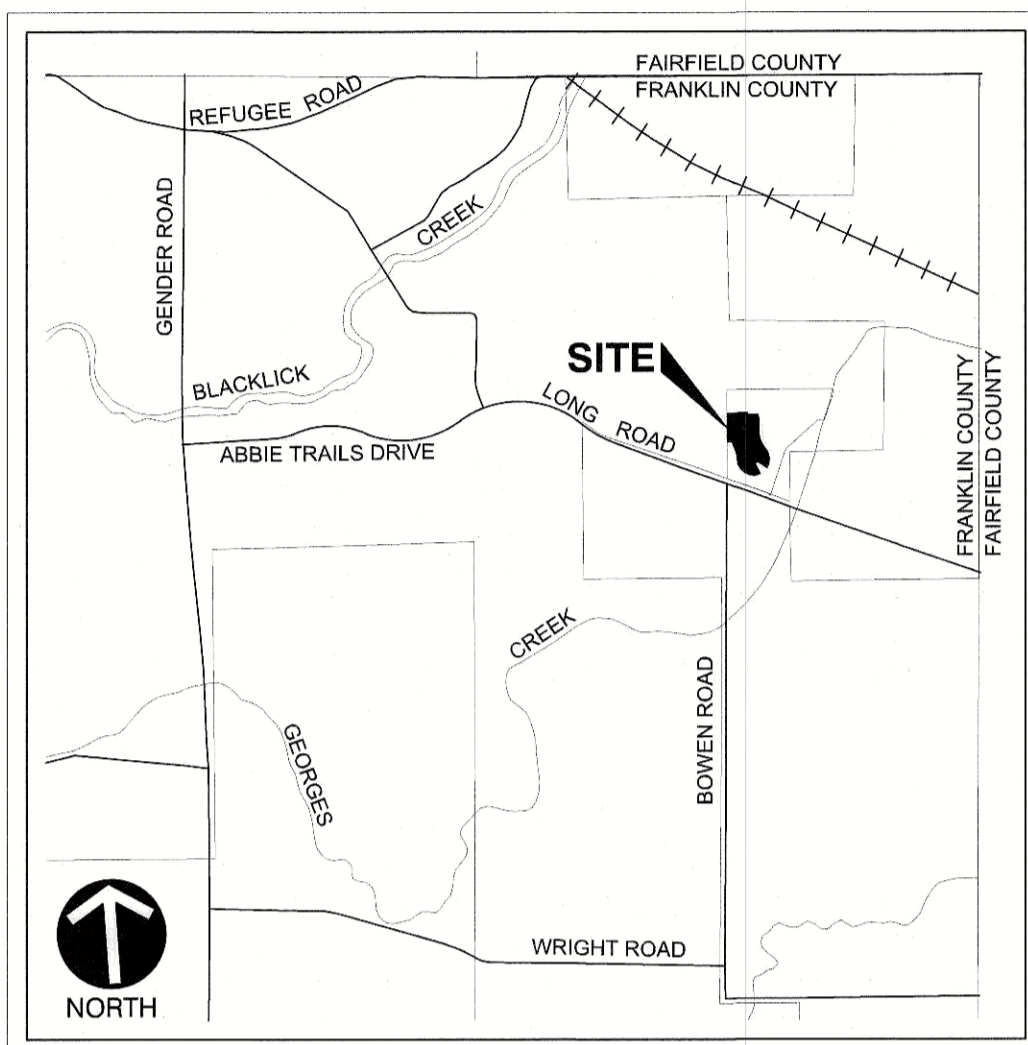 FAIRFIELD COUNTY
FRANKLIN COUNTY
REFUGEE ROAD
GENDER ROAD
CREEK
BLACKLICK
SITE
LONG ROAD
ABBIE TRAILS DRIVE
FRANKLIN COUNTY
FAIRFIELD COUNTY
CREEK
GEORGES
BOWEN ROAD
WRIGHT ROAD
NORTH